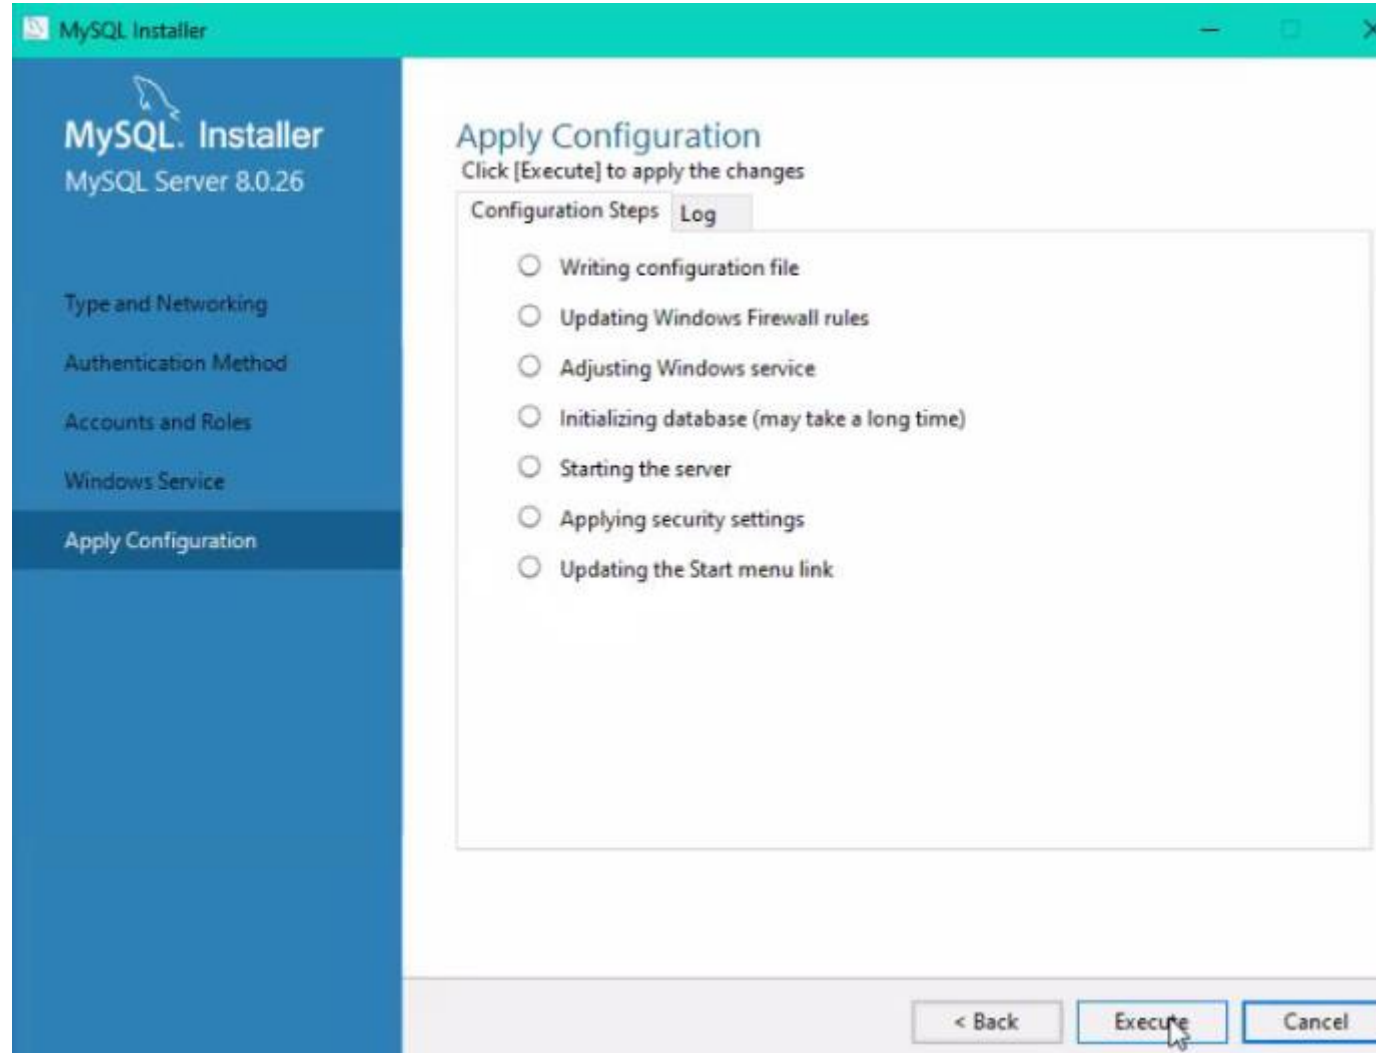 MySQL Installer
MySQL. Installer
MySQL Server 8.0.26
Type and Networking
Authentication Method
Accounts and Roles
Windows Service
Apply Configuration
Apply Configuration
Click [Execute] to apply the changes
Configuration Steps Log
Writing configuration file
Updating Windows Firewall rules
Adjusting Windows service
Initializing database (may take a long time)
Starting the server
Applying security settings
Updating the Start menu link
< Back Execute Cancel